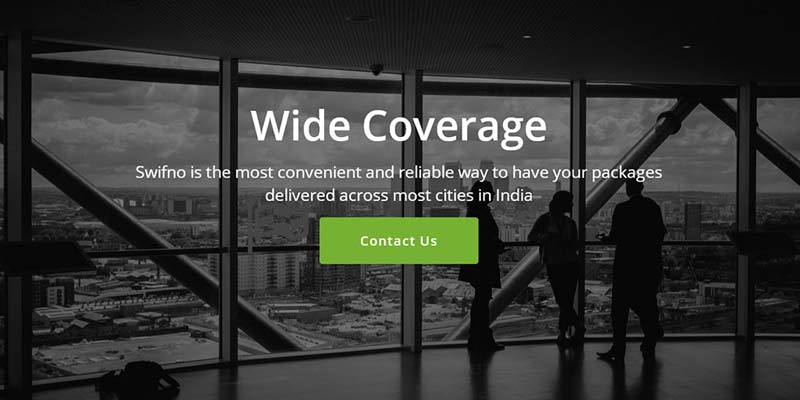 Wide Coverage
Swifno is the most convenient and reliable way to have your packages
delivered across most cities in India
Contact Us